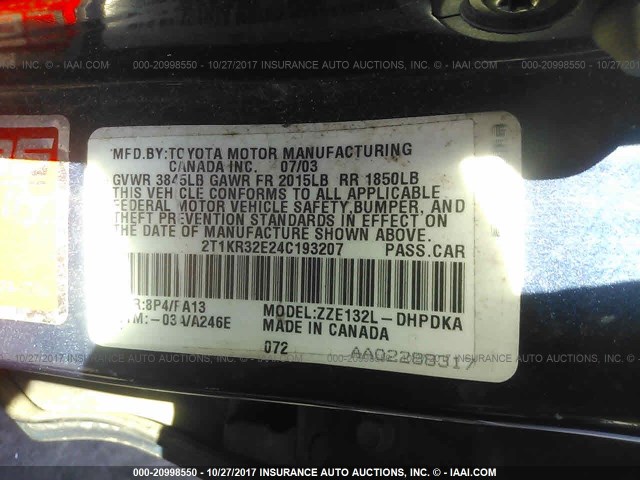 000-20998550 - 10/27/2017 INSURANCE AUTO AUCTIONS, INC. - © IAAI.COM
MFD.BY:TOYOTA MOTOR MANUFACTURING
CANADA INC. 07/03
GVWR 3845LB GAWR FR 2015LB RR 1850LB
THIS VEHICLE CONFORMS TO ALL APPLICABLE
FEDERAL MOTOR VEHICLE SAFETY,BUMPER, AND
THEFT PREVENTION STANDARDS IN EFFECT ON
THE DATE OF MANUFACTURE SHOWN ABOVE.
2T1KR32E24C193207 PASS.CAR
:8P4/FA13 MODEL:ZZE132L-DHPDKA
A246E MADE IN CANADA
072 AA02288317
000-20998550 - 10/27/2017 INSURANCE AUTO AUCTIONS, INC. - © IAAI.COM